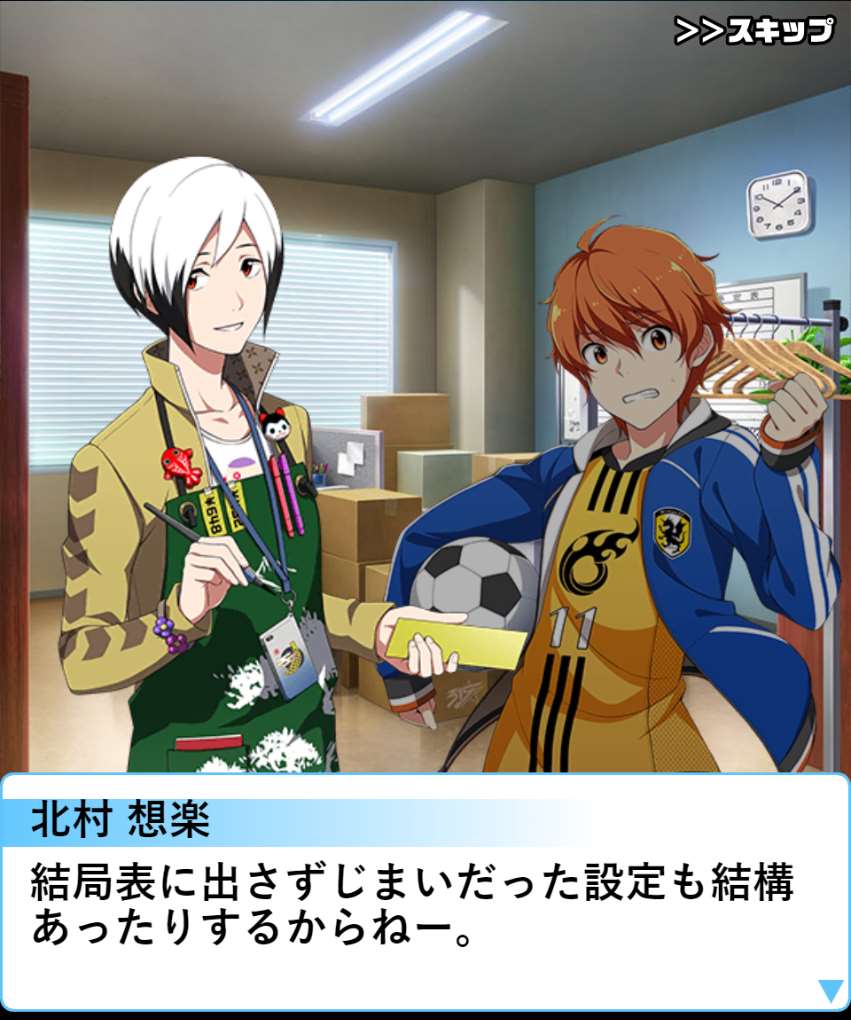 >>スキップ
11
北村 想楽
結局表に出さずじまいだった設定も結構
あったりするからねー。